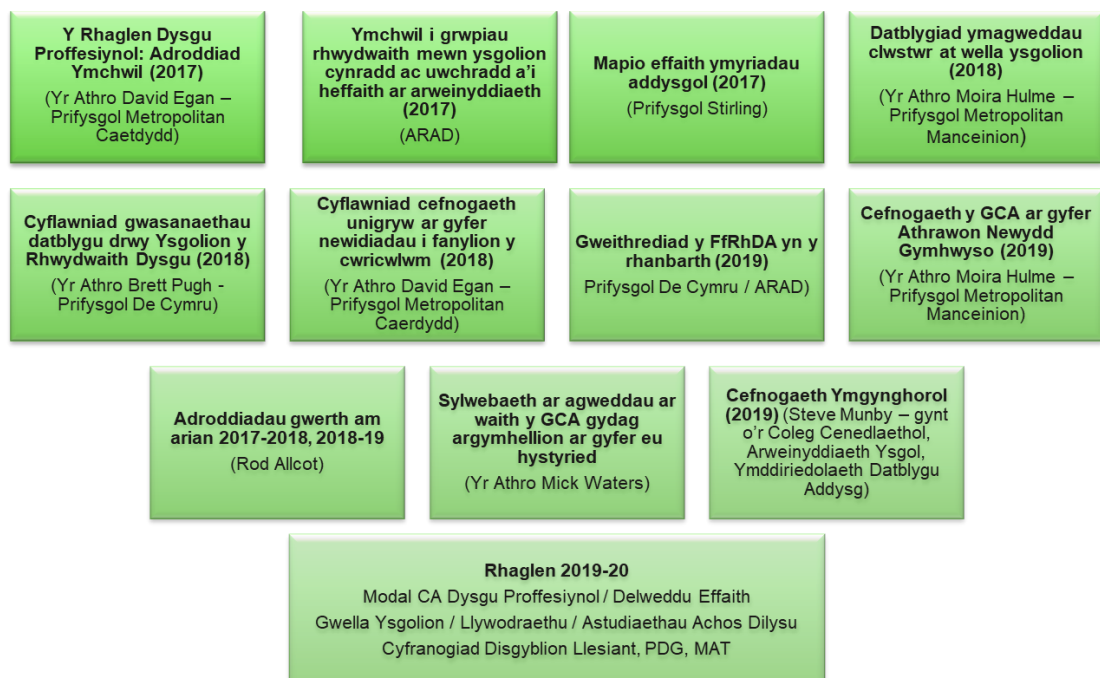 Y Rhaglen Dysgu
Proffesiynol: Adroddiad
Ymchwil (2017)
(Yr Athro David Egan –
Prifysgol Metropolitan
Caetdydd)
Ymchwil i grwpiau
rhwydwaith mewn ysgolion
cynradd ac uwchradd a'i
heffaith ar arweinyddiaeth
(2017)
(ARAD)
Mapio effaith ymyriadau
addysgol (2017)
(Prifysgol Stirling)
Datblygiad ymagweddau
clwstwr at wella ysgolion
(2018)
(Yr Athro Moira Hulme –
Prifysgol Metropolitan
Manceinion)
Cyflawniad gwasanaethau
datblygu drwy Ysgolion y
Rhwydwaith Dysgu (2018)
(Yr Athro Brett Pugh -
Prifysgol De Cymru)
Cyflawniad cefnogaeth
unigryw ar gyfer
newidiadau i fanylion y
cwricwlwm (2018)
(Yr Athro David Egan –
Prifysgol Metropolitan
Caerdydd)
Gweithrediad y FfRhDA yn y
rhanbarth (2019)
Prifysgol De Cymru / ARAD)
Cefnogaeth y GCA ar gyfer
Athrawon Newydd
Gymhwyso (2019)
(Yr Athro Moira Hulme –
Prifysgol Metropolitan
Manceinion)
Adroddiadau gwerth am
arian 2017-2018, 2018-19
(Rod Allcot)
Sylwebaeth ar agweddau ar
waith y GCA gydag
argymhellion ar gyfer eu
hystyried
(Yr Athro Mick Waters)
Cefnogaeth Ymgynghorol
(2019) (Steve Munby – gynt
o'r Coleg Cenedlaethol,
Arweinyddiaeth Ysgol,
Ymddiriedolaeth Datblygu
Addysg)
Rhaglen 2019-20
Modal CA Dysgu Proffesiynol / Delweddu Effaith
Gwella Ysgolion / Llywodraethu / Astudiaethau Achos Dilysu
Cyfranogiad Disgyblion Llesiant, PDG, MAT